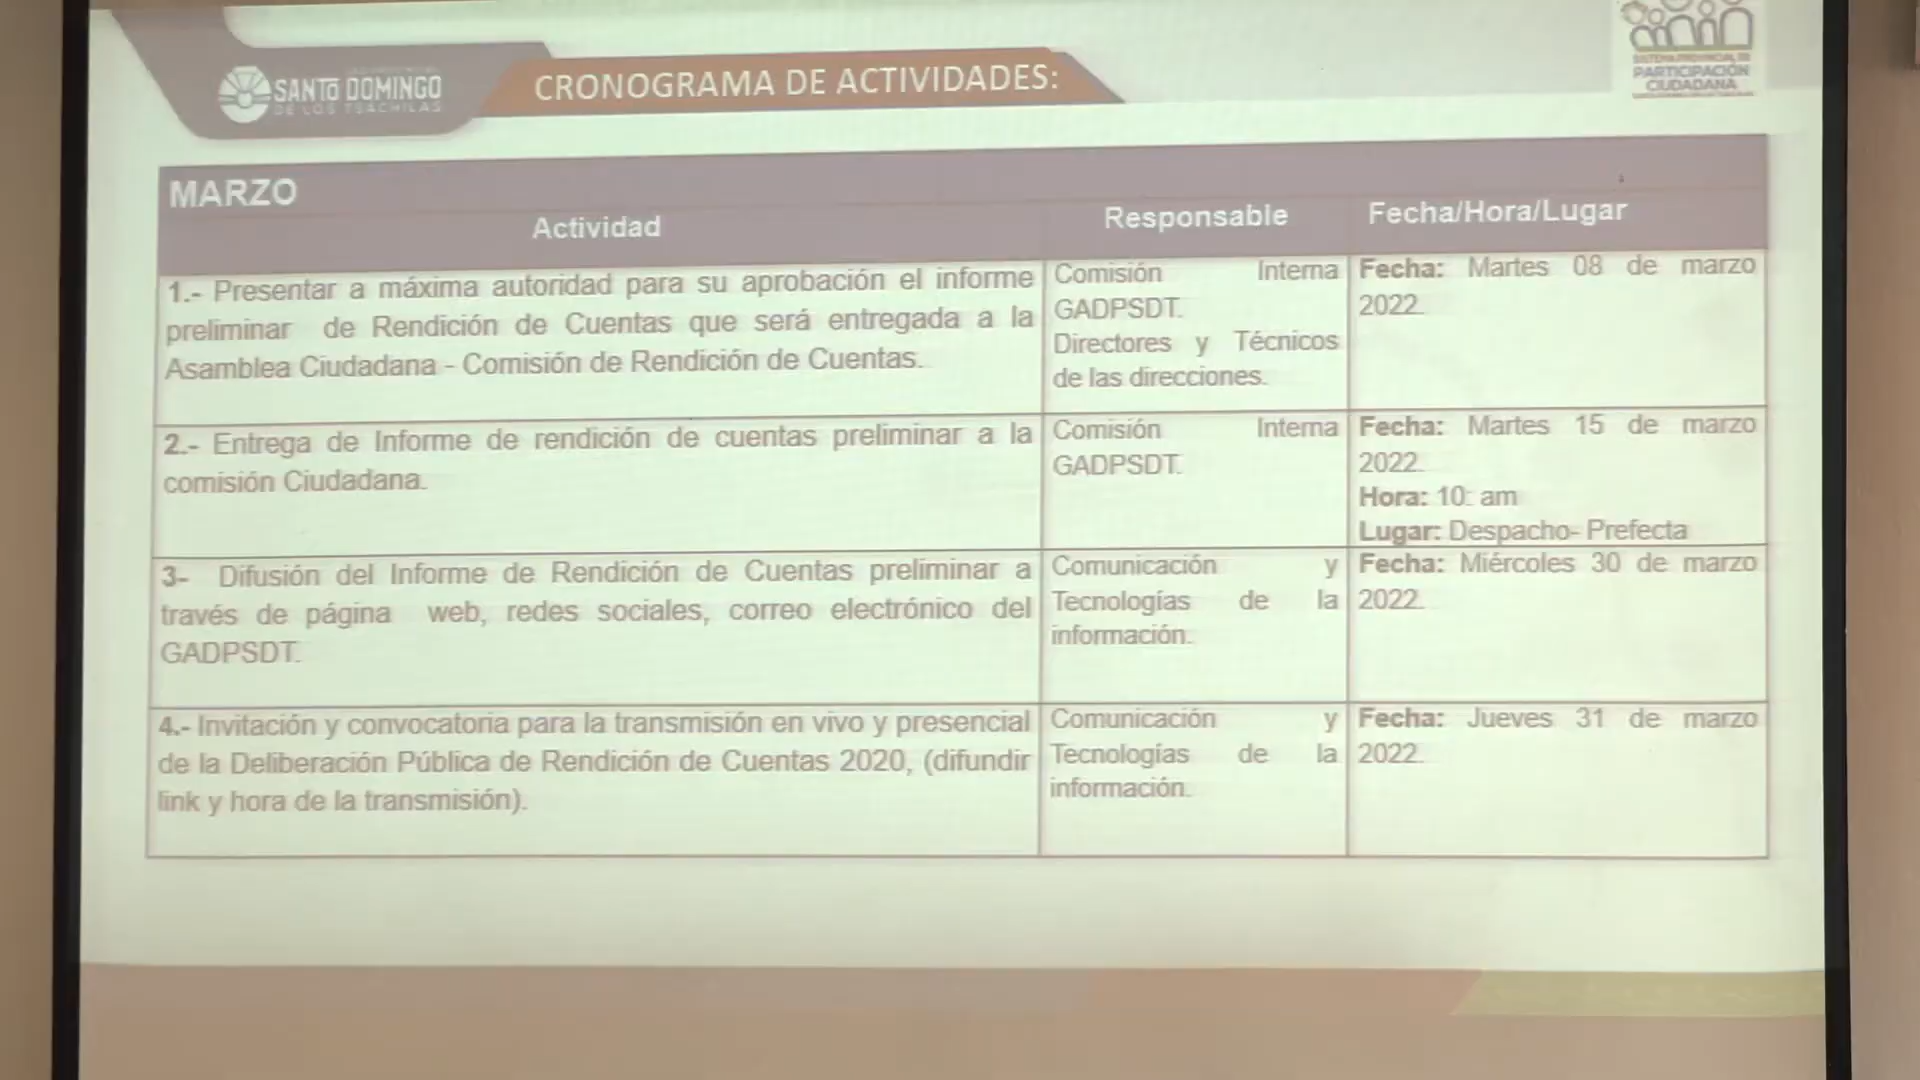 SANTO DOMINGO
DE LOS TSÁCHILAS
CRONOGRAMA DE ACTIVIDADES:
SISTEMA PROVINCIAL DE
PARTICIPACIÓN
CIUDADANA
MARZO
Actividad
Responsable
Fecha/Hora/Lugar
1.- Presentar a máxima autoridad para su aprobación el informe
preliminar de Rendición de Cuentas que será entregada a la
Asamblea Ciudadana - Comisión de Rendición de Cuentas.
Comisión Interna
GADPSDT.
Directores y Técnicos
de las direcciones.
Fecha: Martes 08 de marzo
2022.
2.- Entrega de Informe de rendición de cuentas preliminar a la
comisión Ciudadana.
Comisión Interna
GADPSDT.
Fecha: Martes 15 de marzo
2022.
Hora: 10: am
Lugar: Despacho- Prefecta
3- Difusión del Informe de Rendición de Cuentas preliminar a
través de página web, redes sociales, correo electrónico del
GADPSDT.
Comunicación y
Tecnologías de la
información.
Fecha: Miércoles 30 de marzo
2022.
4.- Invitación y convocatoria para la transmisión en vivo y presencial
de la Deliberación Pública de Rendición de Cuentas 2020, (difundir
link y hora de la transmisión).
Comunicación y
Tecnologías de la
información.
Fecha: Jueves 31 de marzo
2022.